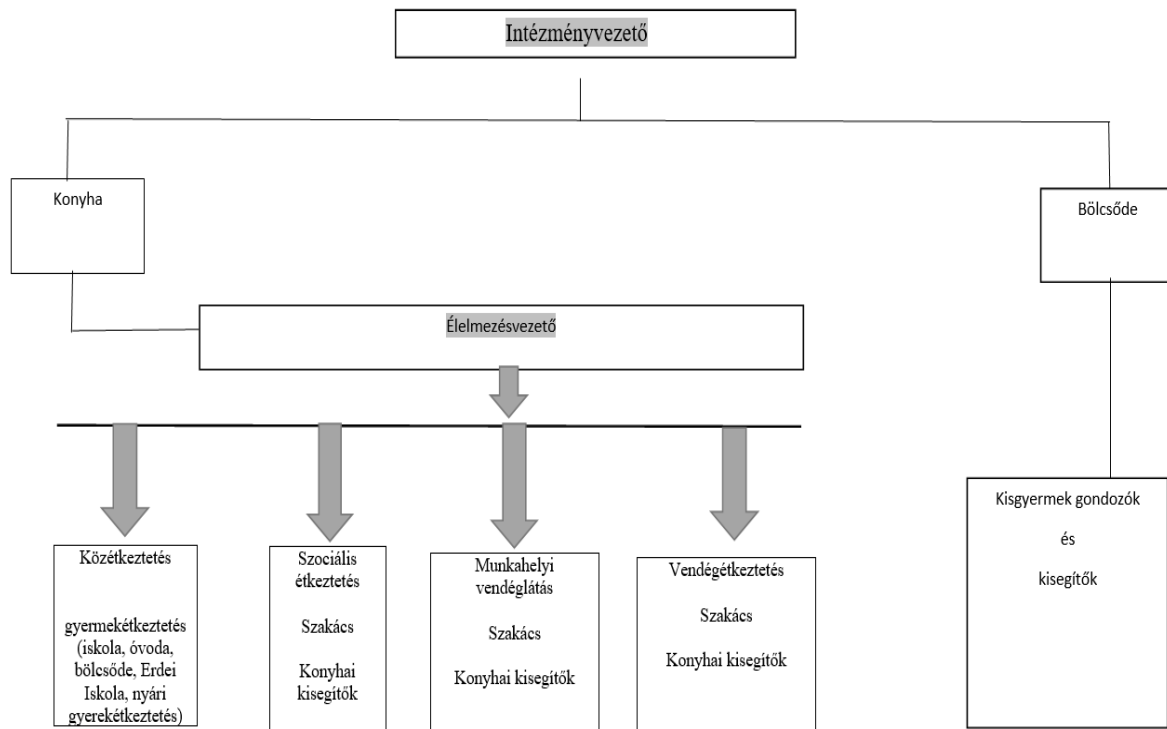 Intézményvezető
Konyha
Bölcsőde
Élelmezésvezető
Közétkeztetés
gyermekétkeztetés
(iskola, óvoda,
bölcsőde, Erdei
Iskola, nyári
gyerekétkeztetés)
Szociális
étkeztetés
Szakács
Konyhai
kisegítők
Munkahelyi
vendéglátás
Szakács
Konyhai kisegítők
Vendégétkeztetés
Szakács
Konyhai kisegítők
Kisgyermek gondozók
és
kisegítők